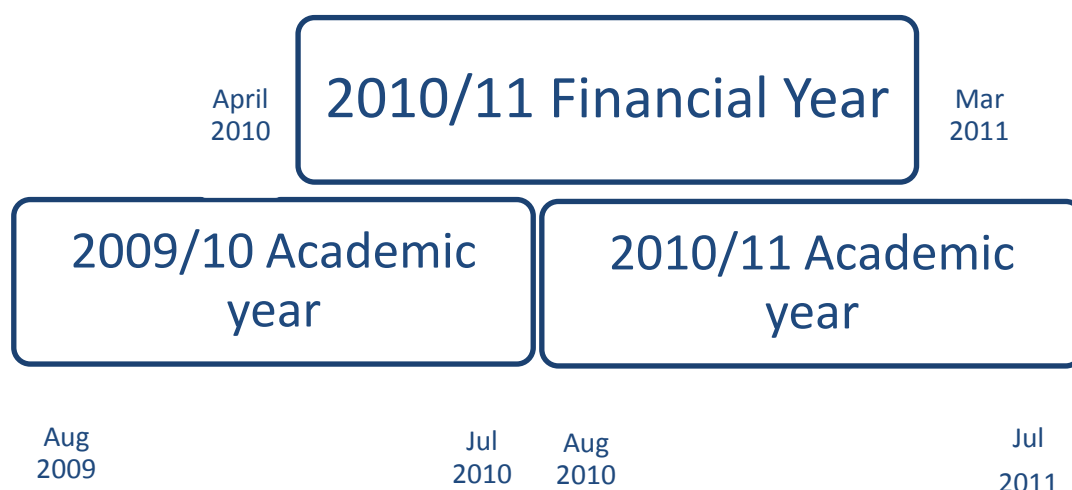 2010/11 Financial Year
April
2010
Mar
2011
2009/10 Academic
year
2010/11 Academic
year
Aug
2009
Jul
2010
Aug
2010
Jul
2011